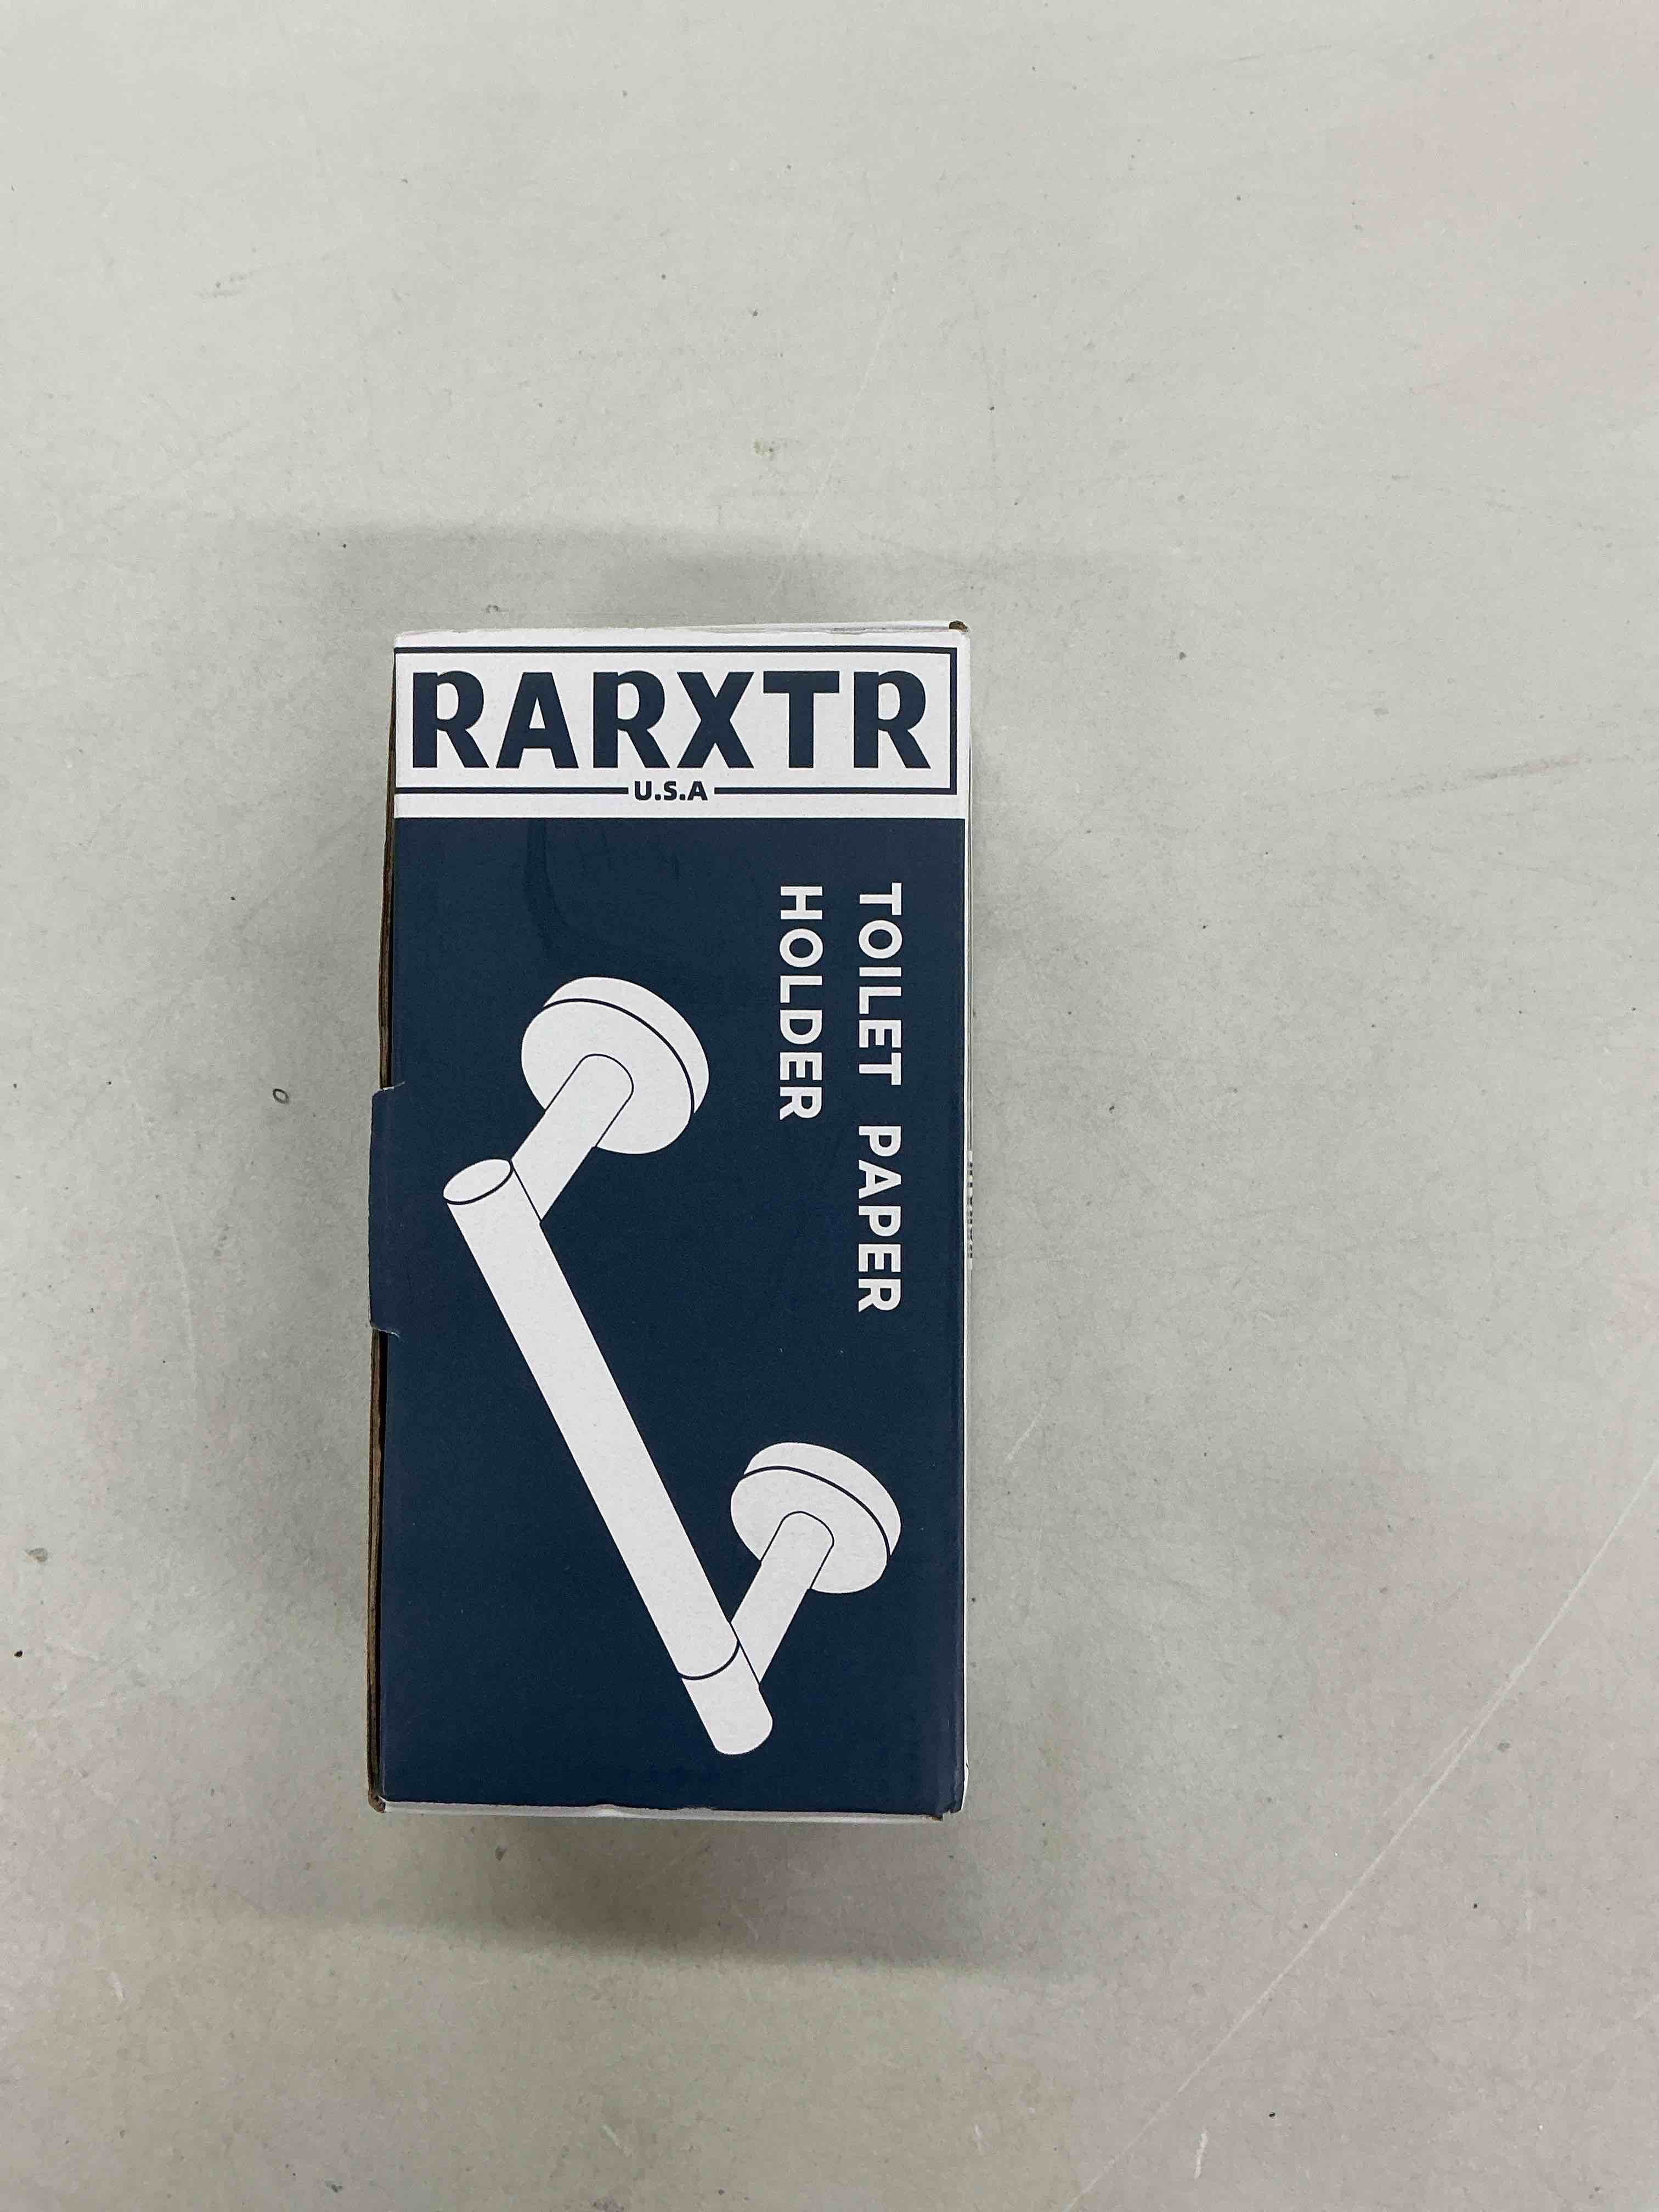 RARXTR
U.S.A
TOILET PAPER
HOLDER